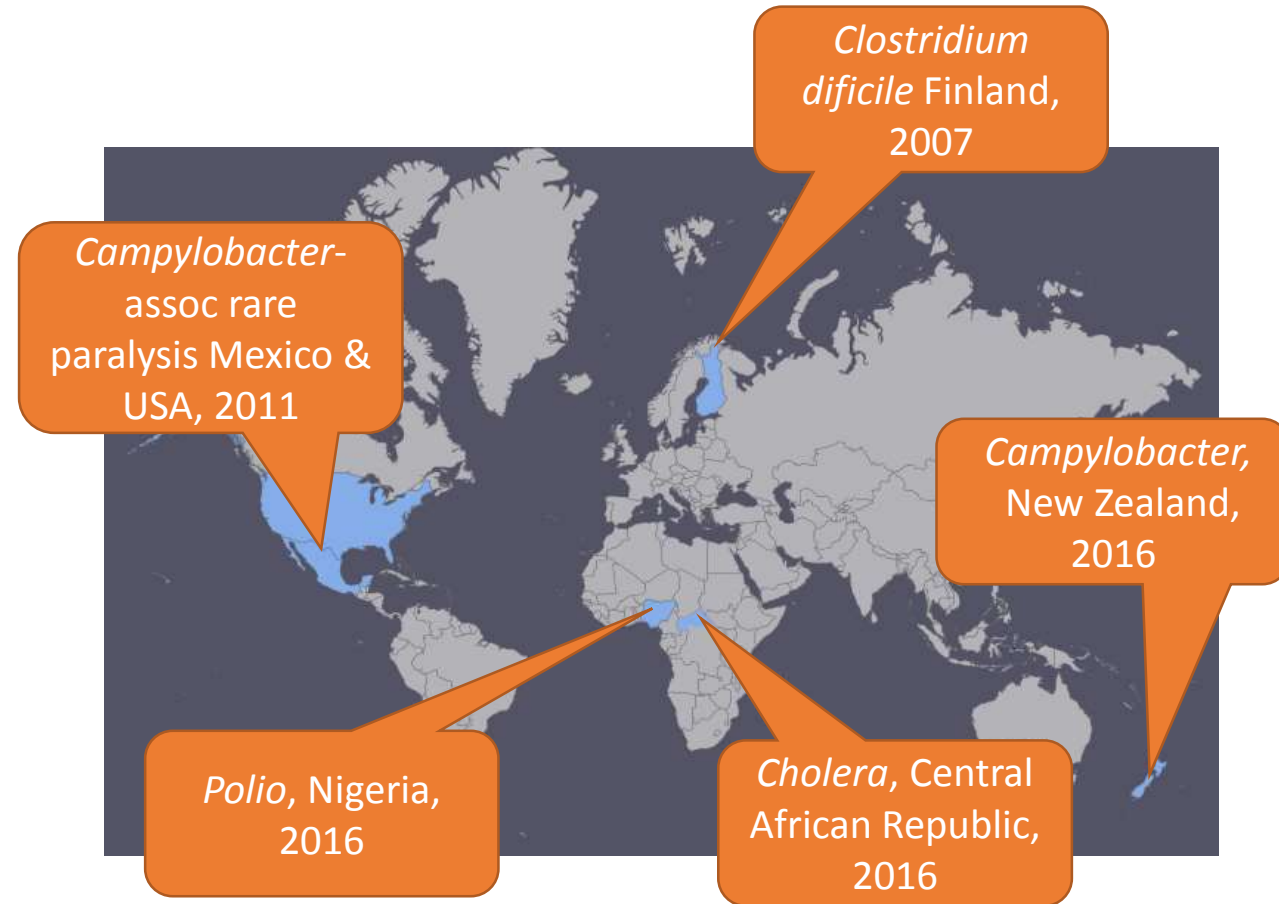 Clostridium
dificile Finland,
2007
Campylobacter-
assoc rare
paralysis Mexico &
USA, 2011
Campylobacter,
New Zealand,
2016
Polio, Nigeria,
2016
Cholera, Central
African Republic,
2016